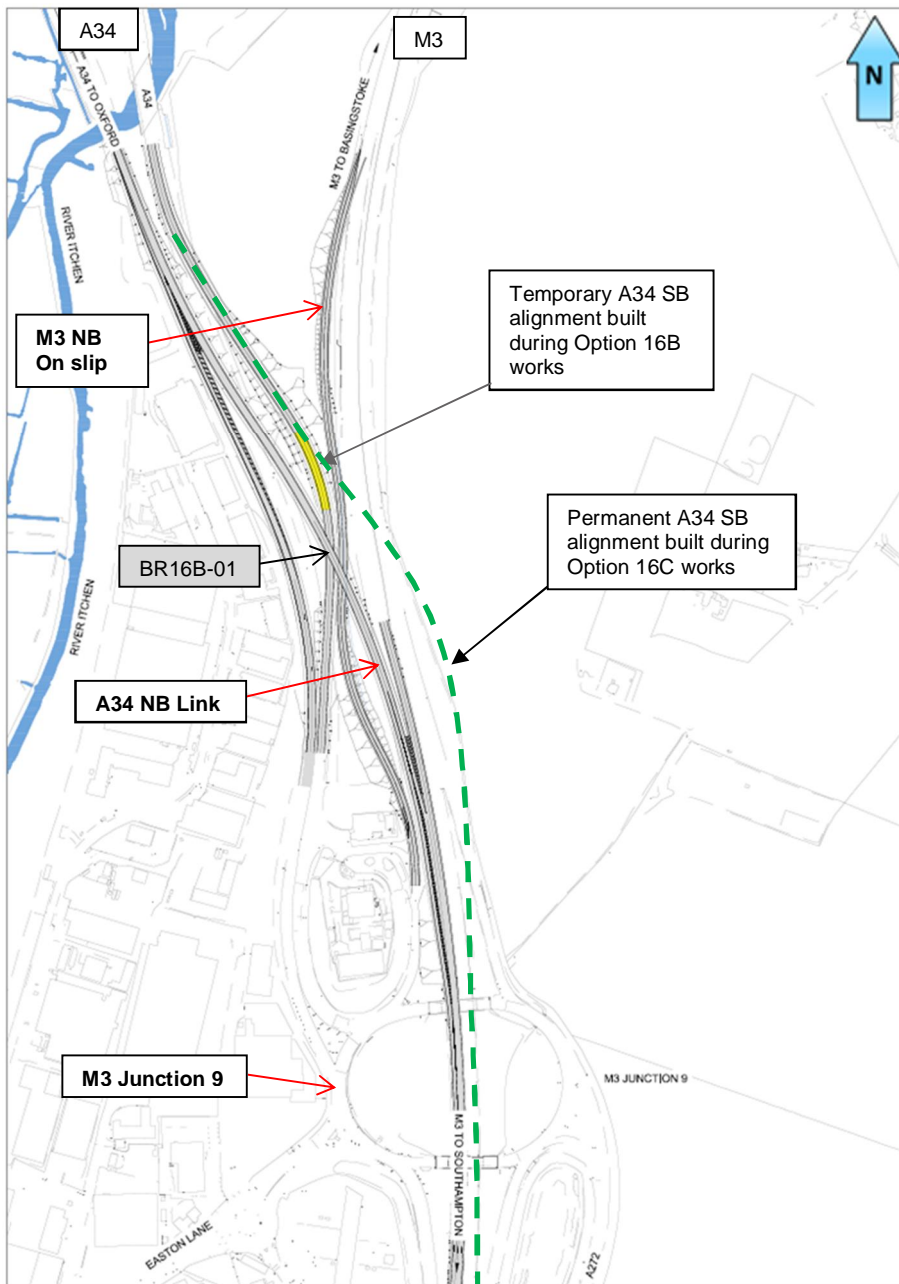 A34
M3
N
A34 TO OXFORD
A34
M3 TO BASINGSTOKE
RIVER ITCHEN
Temporary A34 SB
alignment built
during Option 16B
works
M3 NB
On slip
Permanent A34 SB
alignment built during
Option 16C works
BR16B-01
RIVER ITCHEN
A34 NB Link
M3 Junction 9
M3 JUNCTION 9
M3 TO SOUTHAMPTON
EASTON LANE
A272